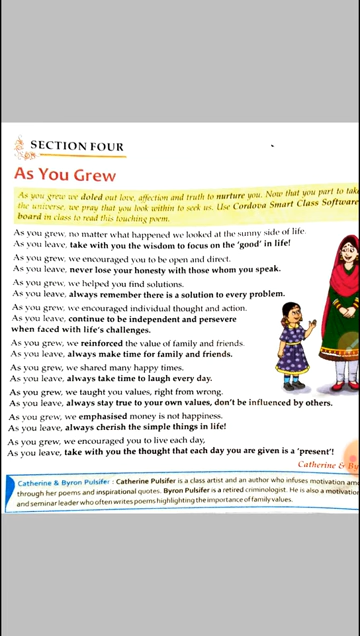 SECTION FOUR
As You Grew
As you grew we doled out love, affection and truth to nurture you. Now that you part to
the universe, we pray that you look within to seek us. Use Cordova Smart Class Software
board in class to read this touching poem.
As you grew, no matter what happened we looked at the sunny side of life.
As you leave, take with you the wisdom to focus on the 'good' in life!
As you grew, we encouraged you to be open and direct.
As you leave, never lose your honesty with those whom you speak.
As you grew, we helped you find solutions.
As you leave, always remember there is a solution to every problem.
As you grew, we encouraged individual thought and action.
As you leave, continue to be independent and persevere
when faced with life's challenges.
As you grew, we reinforced the value of family and friends.
As you leave, always make time for family and friends.
As you grew, we shared many happy times.
As you leave, always take time to laugh every day.
As you grew, we taught you values, right from wrong.
As you leave, always stay true to your own values, don't be influenced by others.
As you grew, we emphasised money is not happiness.
As you leave, always cherish the simple things in life!
As you grew, we encouraged you to live each day,
As you leave, take with you the thought that each day you are given is a 'present'!
Catherine &
Catherine & Byron Pulsifer : Catherine Pulsifer is a class artist and an author who infuses motivation
through her poems and inspirational quotes. Byron Pulsifer is a retired criminologist. He is also a
and seminar leader who often writes poems highlighting the importance of family values.